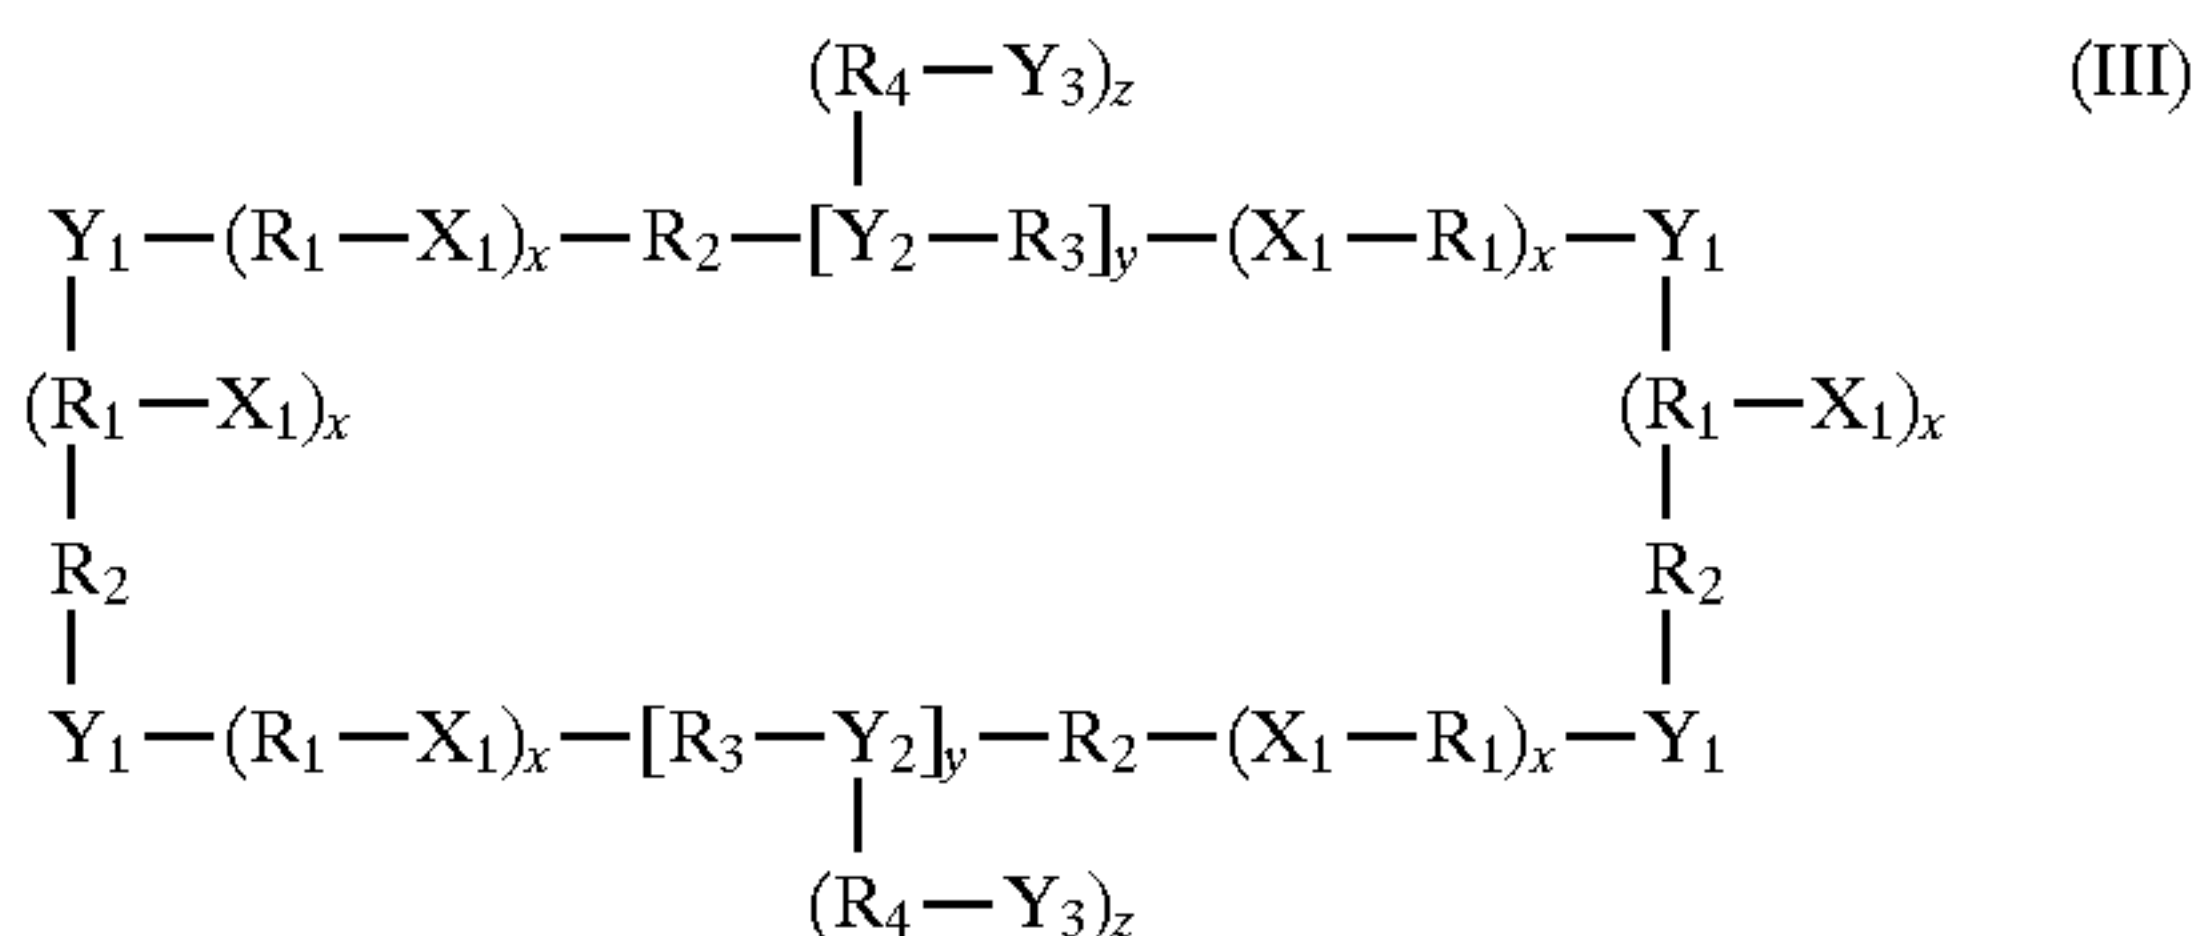 (R₄—Y₃)z (III)
Y₁—(R₁—X₁)x—R₂—[Y₂—R₃]y—(X₁—R₁)x—Y₁
(R₁—X₁)x (R₁—X₁)x
R₂ R₂
Y₁—(R₁—X₁)x—[R₃—Y₂]y—R₂—(X₁—R₁)x—Y₁
(R₄—Y₃)z